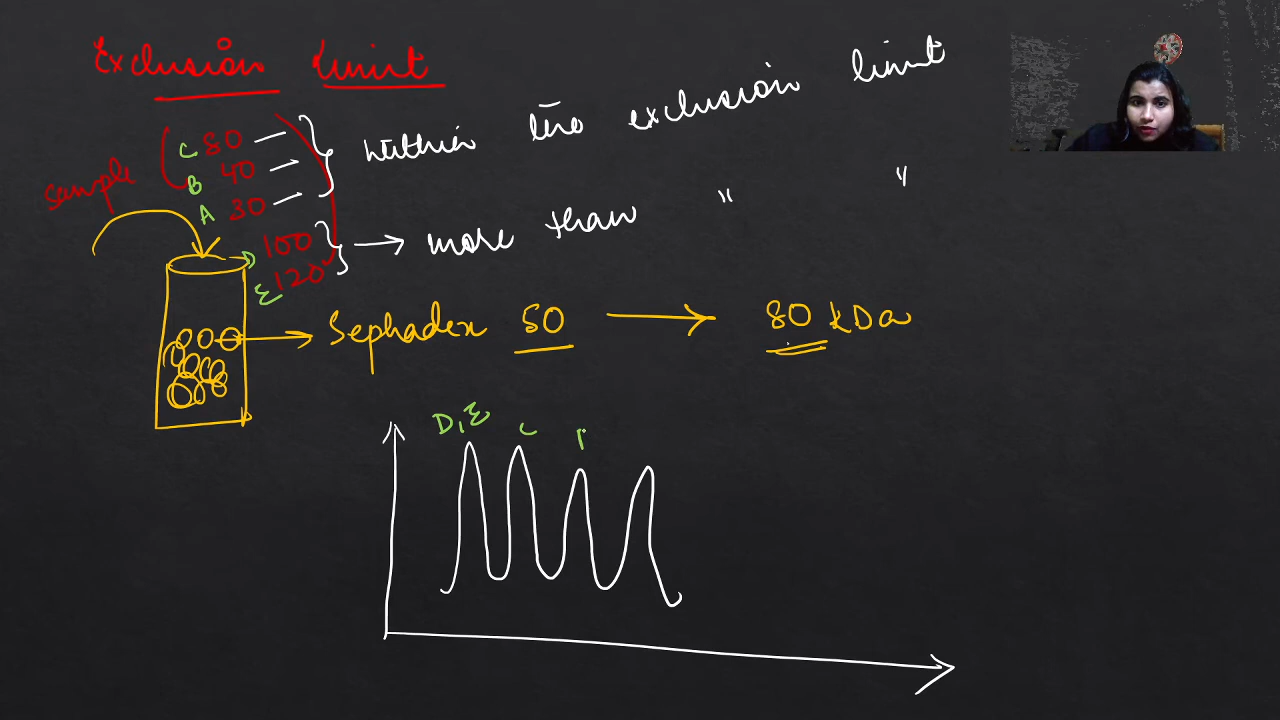 Exclusion limit
C 80
B 40
A 30
within the exclusion limit
sample
D 100
E 120
more than " "
Sephadex 50 → 80 kDa
D, E C